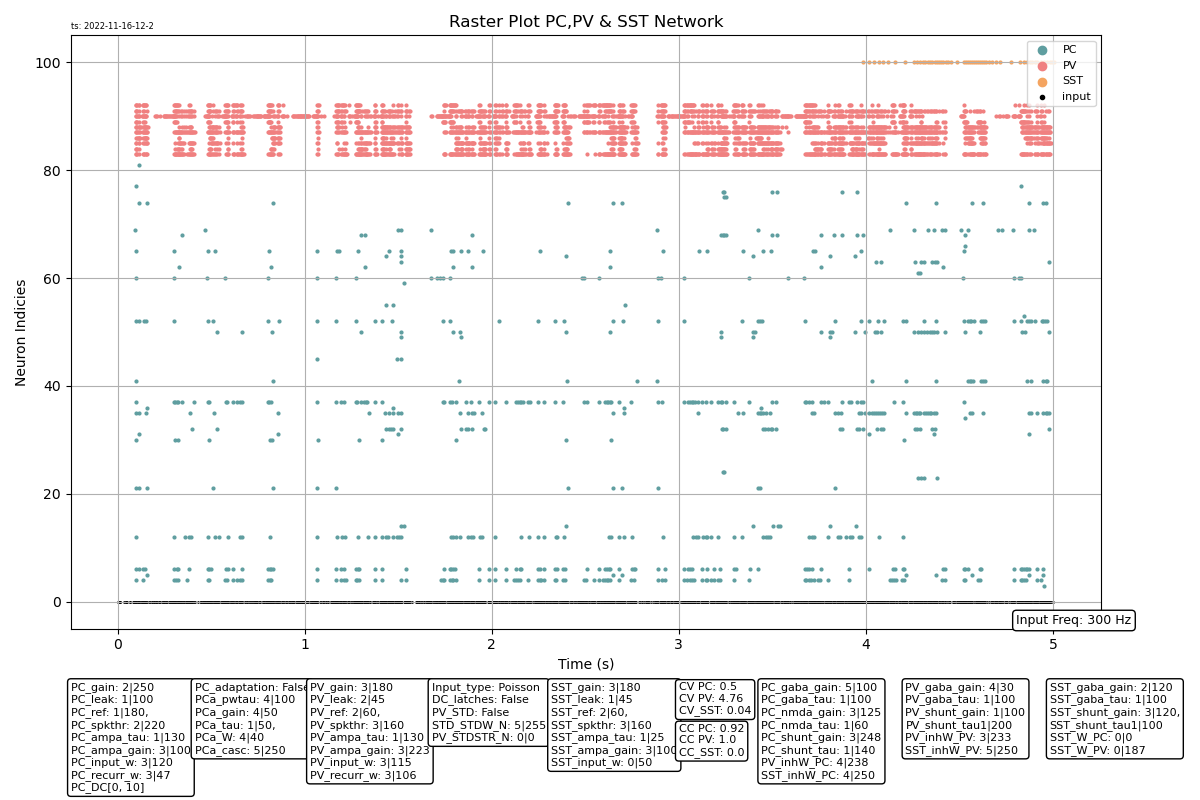 ts: 2022-11-16-12-2
Raster Plot PC,PV & SST Network
PC
PV
SST
input
100
80
60
40
20
0
Neuron Indicies
0 1 2 3 4 5
Time (s)
Input Freq: 300 Hz
PC_gain: 2|250
PC_leak: 1|100
PC_ref: 1|180,
PC_spkthr: 2|220
PC_ampa_tau: 1|130
PC_ampa_gain: 3|100
PC_input_w: 3|120
PC_recurr_w: 3|47
PC_DC[0, 10]
PC_adaptation: False
PCa_pwtau: 4|100
PCa_gain: 4|50
PCa_tau: 1|50,
PCa_W: 4|40
PCa_casc: 5|250
PV_gain: 3|180
PV_leak: 2|45
PV_ref: 2|60,
PV_spkthr: 3|160
PV_ampa_tau: 1|130
PV_ampa_gain: 3|223
PV_input_w: 3|115
PV_recurr_w: 3|106
Input_type: Poisson
DC_latches: False
PV_STD: False
STD_STDW_N: 5|255
PV_STDSTR_N: 0|0
SST_gain: 3|180
SST_leak: 1|45
SST_ref: 2|60,
SST_spkthr: 3|160
SST_ampa_tau: 1|25
SST_ampa_gain: 3|100
SST_input_w: 0|50
CV PC: 0.5
CV PV: 4.76
CV_SST: 0.04
CC PC: 0.92
CC PV: 1.0
CC_SST: 0.0
PC_gaba_gain: 5|100
PC_gaba_tau: 1|100
PC_nmda_gain: 3|125
PC_nmda_tau: 1|60
PC_shunt_gain: 3|248
PC_shunt_tau: 1|140
PV_inhW_PC: 4|238
SST_inhW_PC: 4|250
PV_gaba_gain: 4|30
PV_gaba_tau: 1|100
PV_shunt_gain: 1|100
PV_shunt_tau1|200
PV_inhW_PV: 3|233
SST_inhW_PV: 5|250
SST_gaba_gain: 2|120
SST_gaba_tau: 1|100
SST_shunt_gain: 3|120,
SST_shunt_tau1|100
SST_W_PC: 0|0
SST_W_PV: 0|187